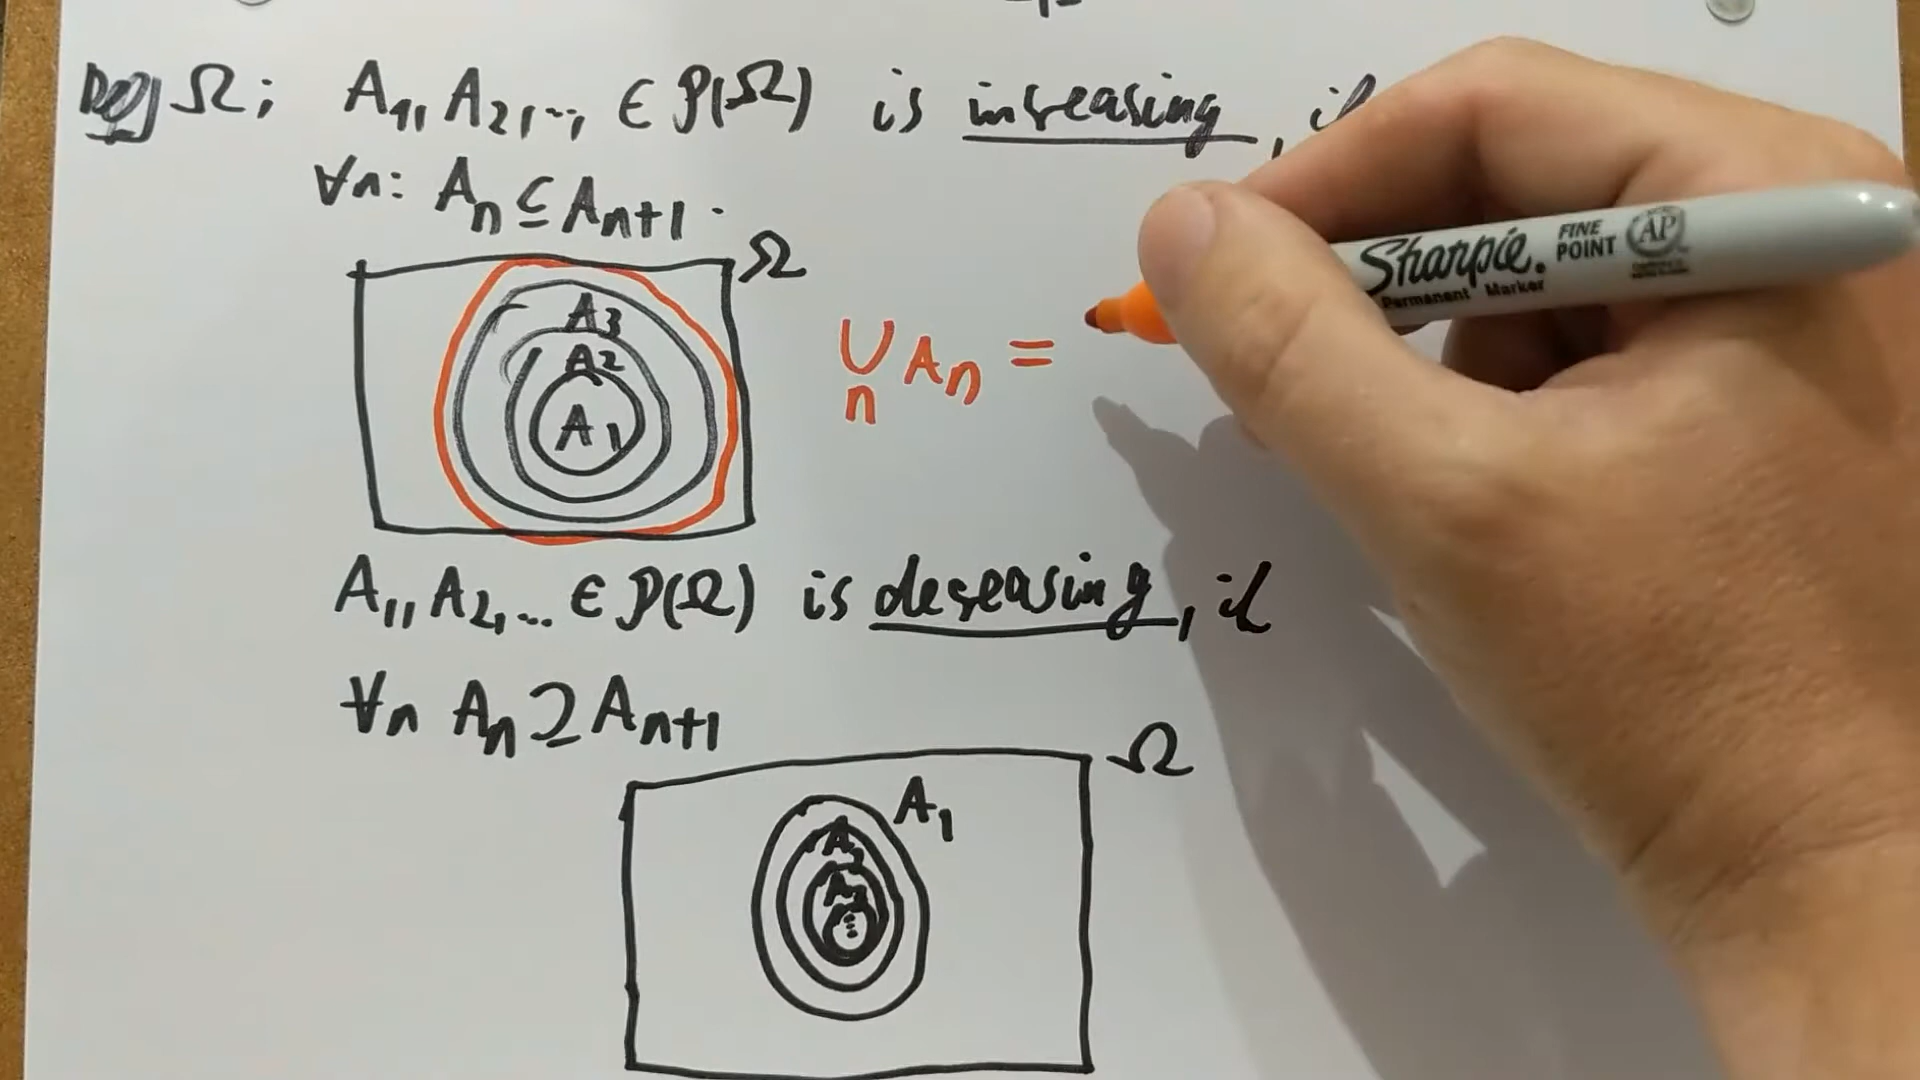 Def Ω; A1, A2, ..., ∈ P(Ω) is increasing, if
∀n: An ⊆ An+1.
Ω
A3
A2
A1
⋃n An =
Sharpie. FINE POINT AP
Permanent Marker
A1, A2, ... ∈ P(Ω) is decreasing, if
∀n An ⊇ An+1
Ω
A1
A2
A3
⋮